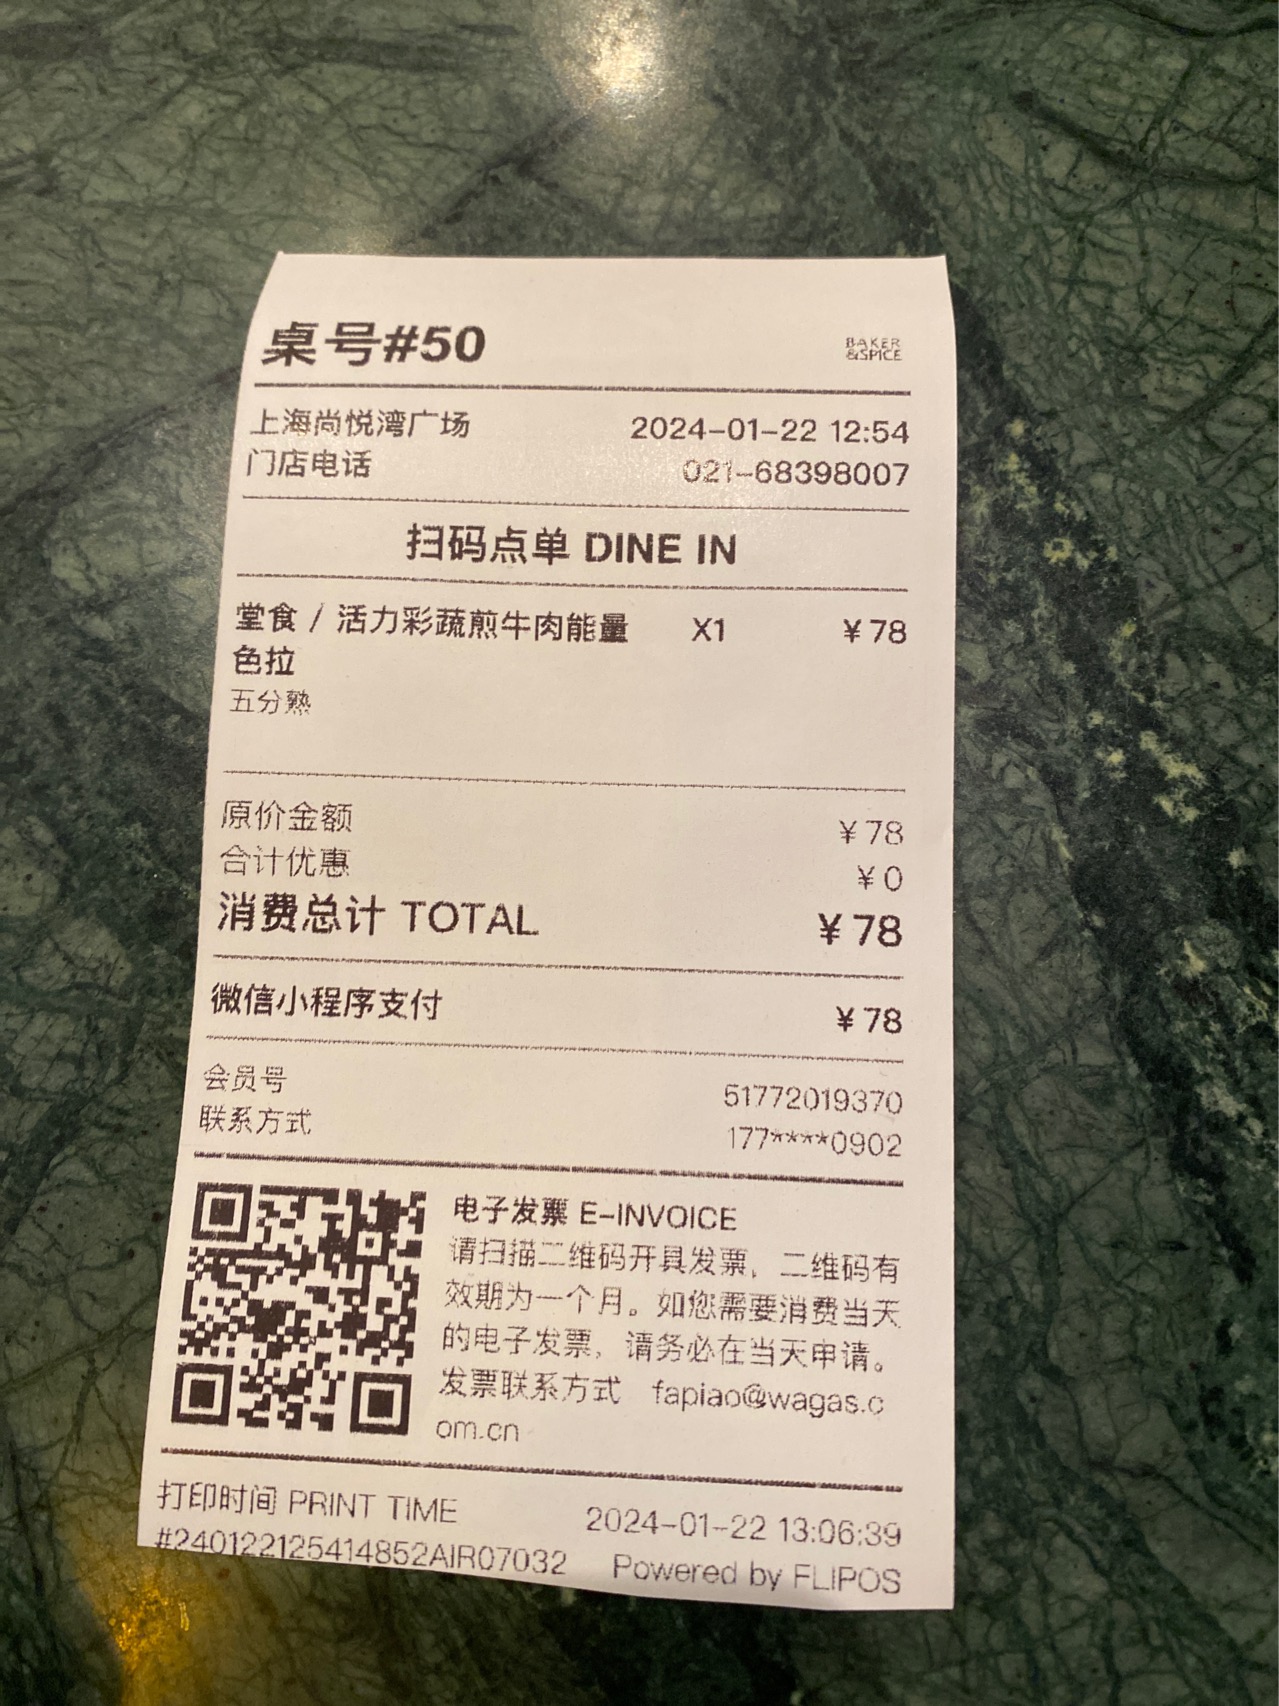 桌号#50
BAKER
&SPICE
上海尚悦湾广场 2024-01-22 12:54
门店电话 021-68398007
扫码点单 DINE IN
堂食 / 活力彩蔬煎牛肉能量 X1 ¥78
色拉
五分熟
原价金额 ¥78
合计优惠 ¥0
消费总计 TOTAL ¥78
微信小程序支付 ¥78
会员号 51772019370
联系方式 177****0902
电子发票 E-INVOICE
请扫描二维码开具发票，二维码有
效期为一个月。如您需要消费当天
的电子发票，请务必在当天申请。
发票联系方式 fapiao@wagas.c
om.cn
打印时间 PRINT TIME 2024-01-22 13:06:39
#240122125414852AIR07032 Powered by FLIPOS